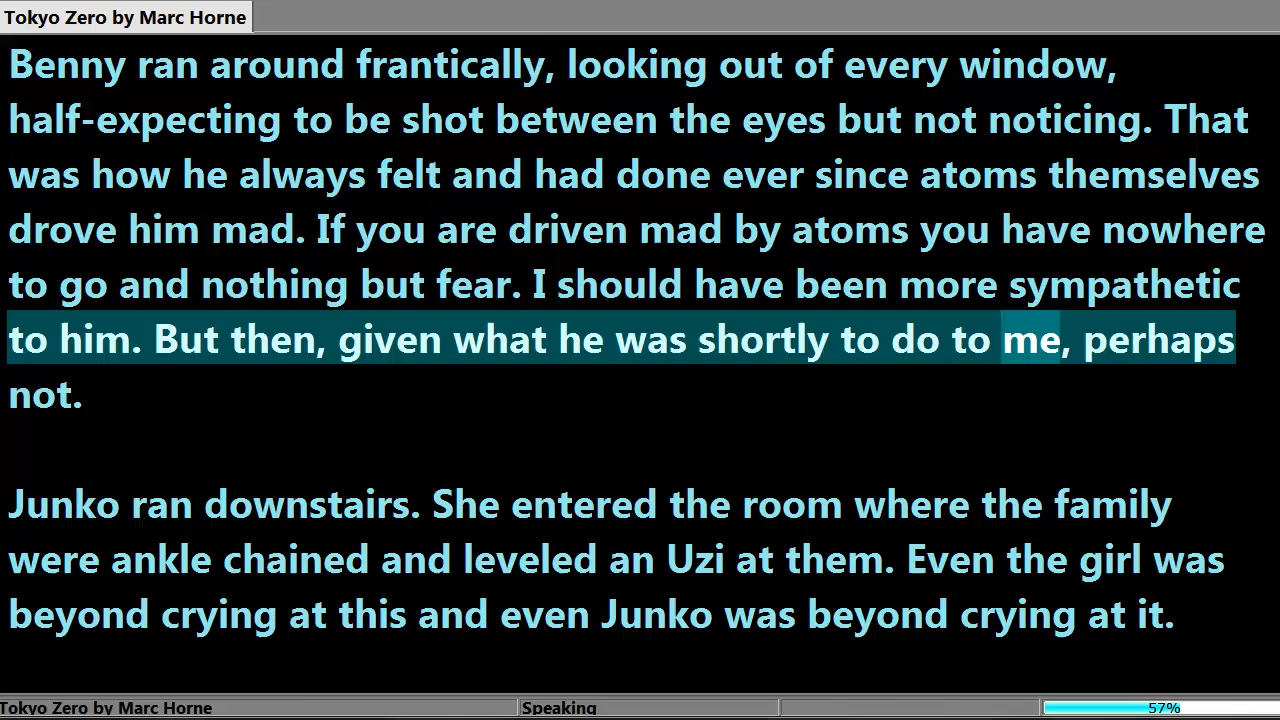 Tokyo Zero by Marc Horne
Benny ran around frantically, looking out of every window,
half-expecting to be shot between the eyes but not noticing. That
was how he always felt and had done ever since atoms themselves
drove him mad. If you are driven mad by atoms you have nowhere
to go and nothing but fear. I should have been more sympathetic
to him. But then, given what he was shortly to do to me, perhaps
not.
Junko ran downstairs. She entered the room where the family
were ankle chained and leveled an Uzi at them. Even the girl was
beyond crying at this and even Junko was beyond crying at it.
Tokyo Zero by Marc Horne
Speaking
57%